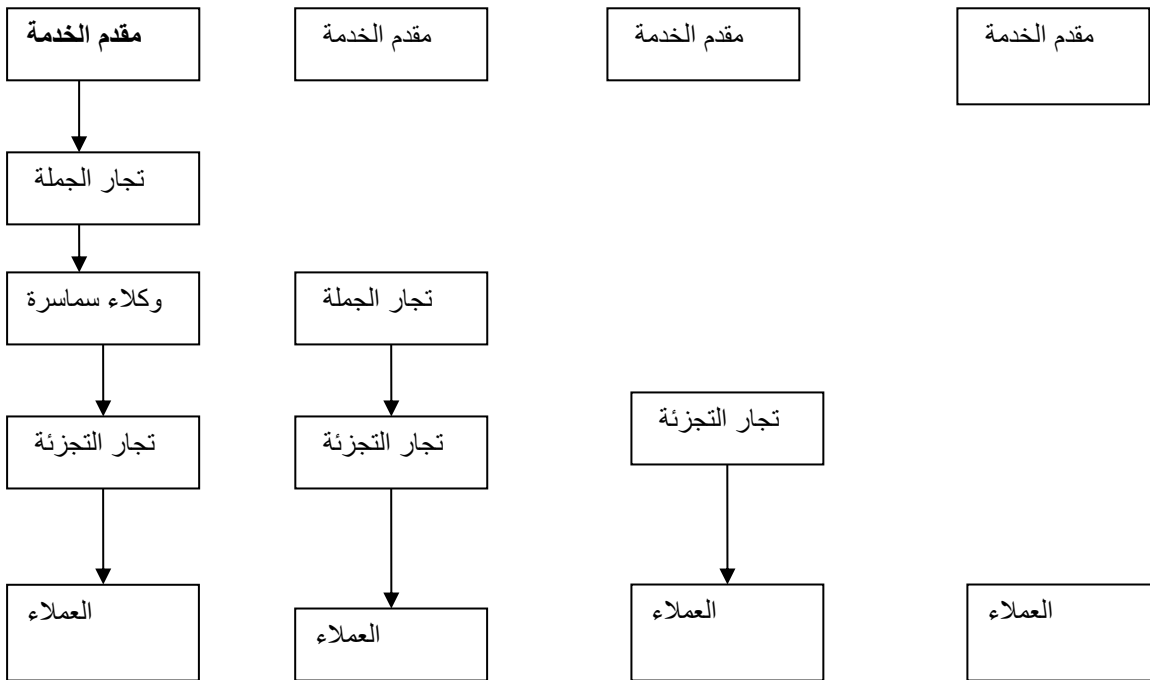 مقدم الخدمة
مقدم الخدمة
مقدم الخدمة
مقدم الخدمة
تجار الجملة
وكلاء سماسرة
تجار الجملة
تجار التجزئة
تجار التجزئة
تجار التجزئة
العملاء
العملاء
العملاء
العملاء